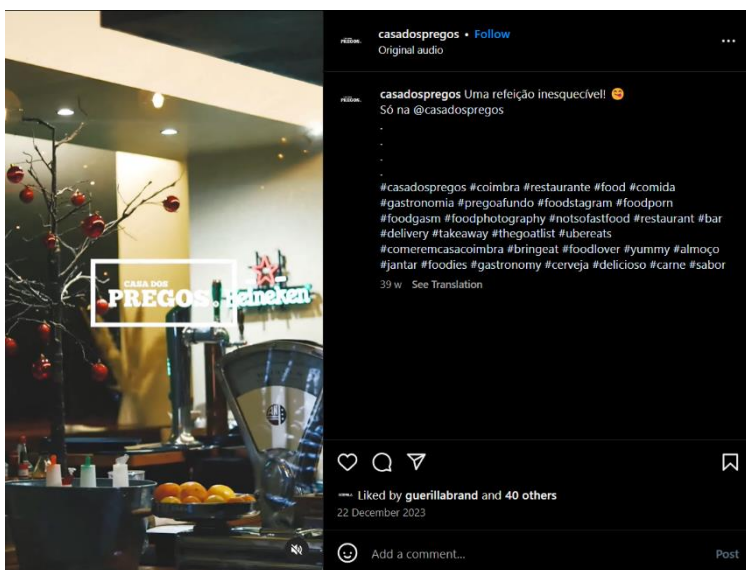 CASA DOS
PREGOS.
Heineken
casadospregos • Follow
Original audio
casadospregos Uma refeição inesquecível! 🥰
Só na @casadospregos
.
.
.
.
#casadospregos #coimbra #restaurante #food #comida
#gastronomia #pregoafundo #foodstagram #foodporn
#foodgasm #foodphotography #notsofastfood #restaurant #bar
#delivery #takeaway #thegoatlist #ubereats
#comeremcasacoimbra #bringeat #foodlover #yummy #almoço
#jantar #foodies #gastronomy #cerveja #delicioso #carne #sabor
39 w See Translation
Liked by guerillabrand and 40 others
22 December 2023
Add a comment...
Post